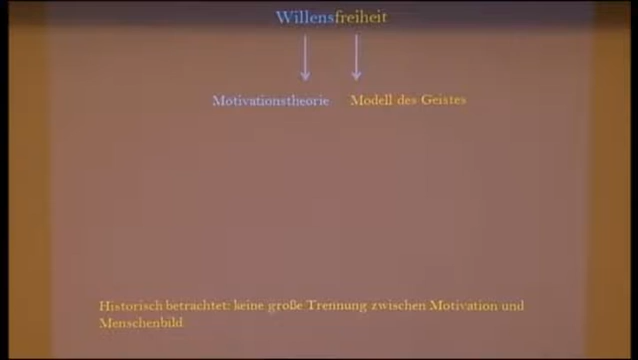 Willensfreiheit
Motivationstheorie Modell des Geistes
Historisch betrachtet: keine große Trennung zwischen Motivation und
Menschenbild